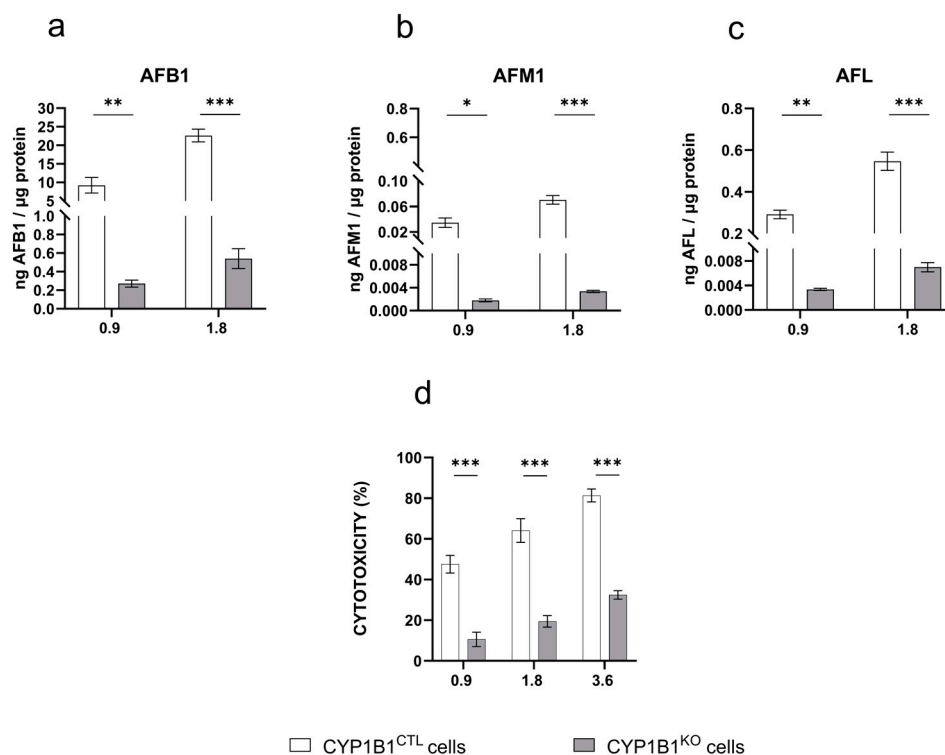 a
AFB1
** ***
ng AFB1 / µg protein
30
25
20
15
10
5
1.0
0.8
0.6
0.4
0.2
0.0
0.9 1.8
b
AFM1
* ***
ng AFM1 / µg protein
0.8
0.6
0.4
0.10
0.06
0.02
0.008
0.004
0.000
0.9 1.8
c
AFL
** ***
ng AFL / µg protein
0.8
0.6
0.4
0.2
0.008
0.004
0.000
0.9 1.8
d
*** *** ***
CYTOTOXICITY (%)
100
80
60
40
20
0
0.9 1.8 3.6
CYP1B1CTL cells CYP1B1KO cells